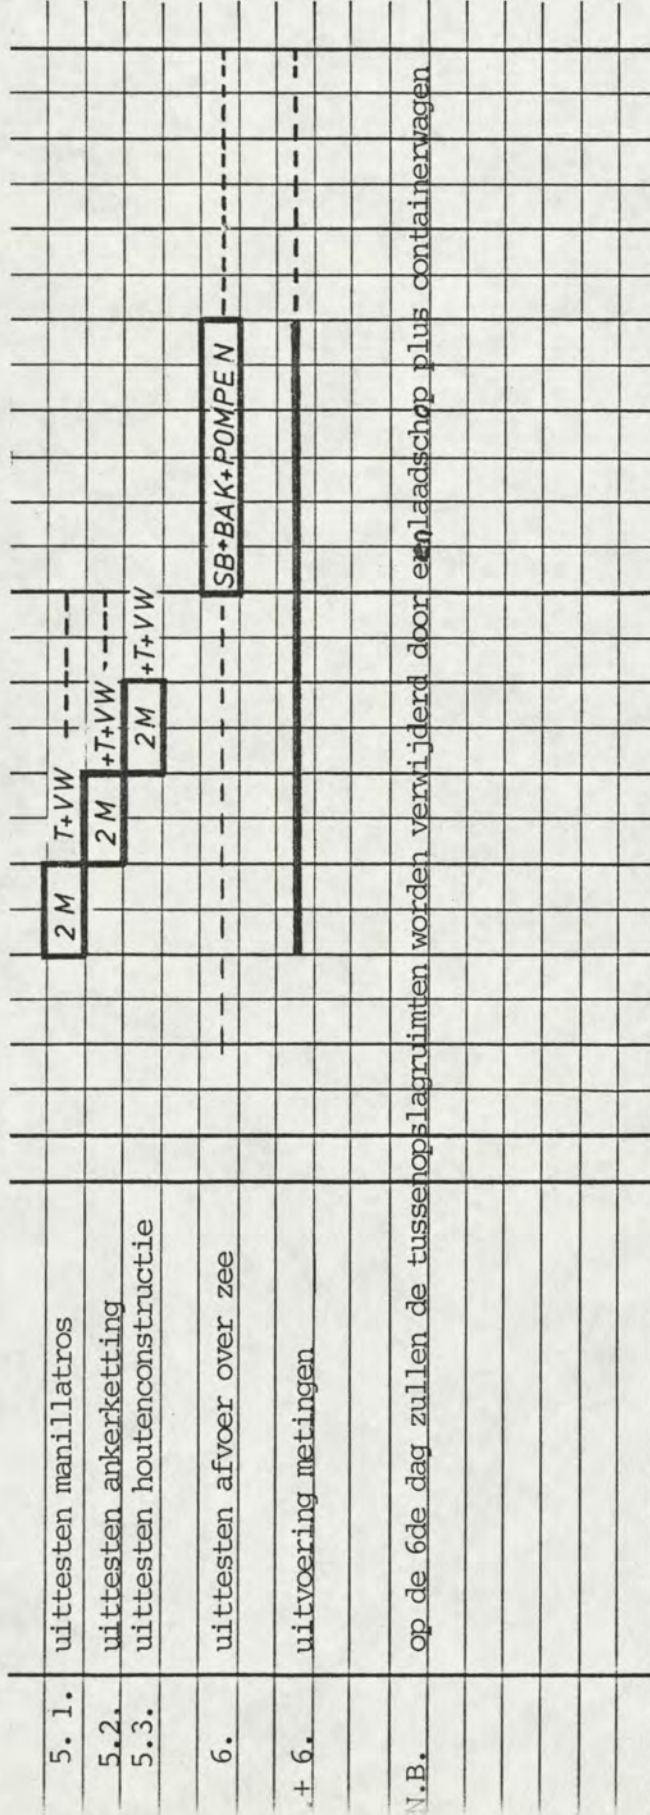 5.1. uittesten manillatros 2 M T+VW
5.2. uittesten ankerketting 2 M +T+VW
5.3. uittesten houtenconstructie 2 M +T+VW
6. uittesten afvoer over zee SB+BAK+POMPEN
.+ 6. uitvoering metingen
N.B. op de 6de dag zullen de tussenopslagruimten worden verwijderd door een laadschop plus containerwagen